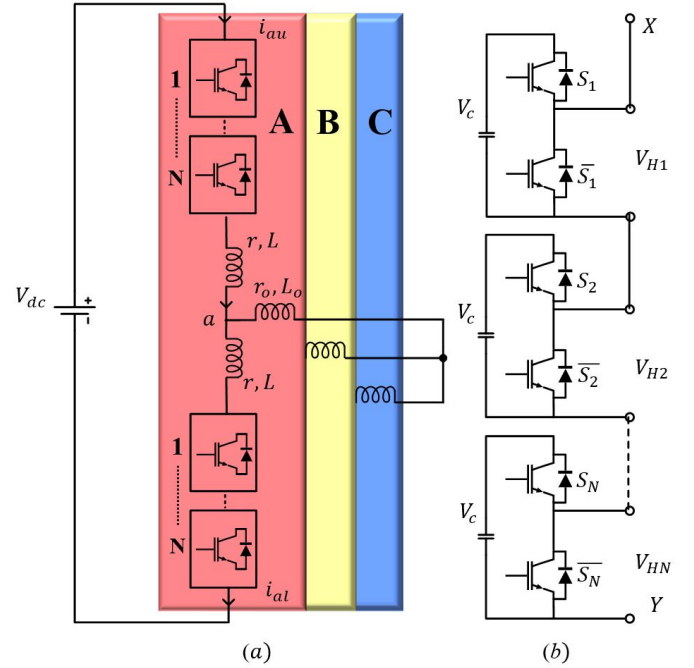 i_au
1
N
A
B
C
r, L
r_o, L_o
a
V_dc
+
-
r, L
1
N
i_al
(a)
X
V_c
S_1
S̅_1
V_H1
V_c
S_2
S̅_2
V_H2
V_c
S_N
S̅_N
V_HN
Y
(b)